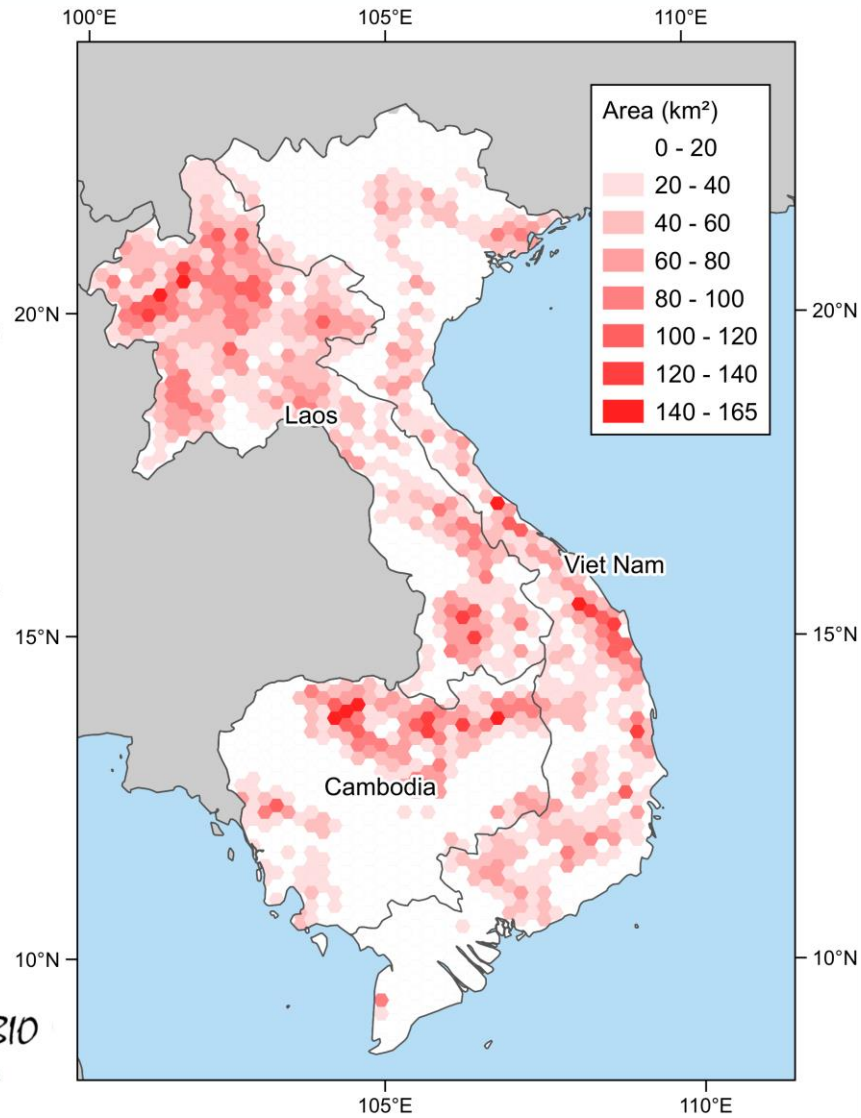 100°E 105°E 110°E
Area (km²)
0 - 20
20 - 40
40 - 60
60 - 80
80 - 100
100 - 120
120 - 140
140 - 165
20°N 20°N
Laos
Viet Nam
15°N 15°N
Cambodia
10°N 10°N
BIO
105°E 110°E